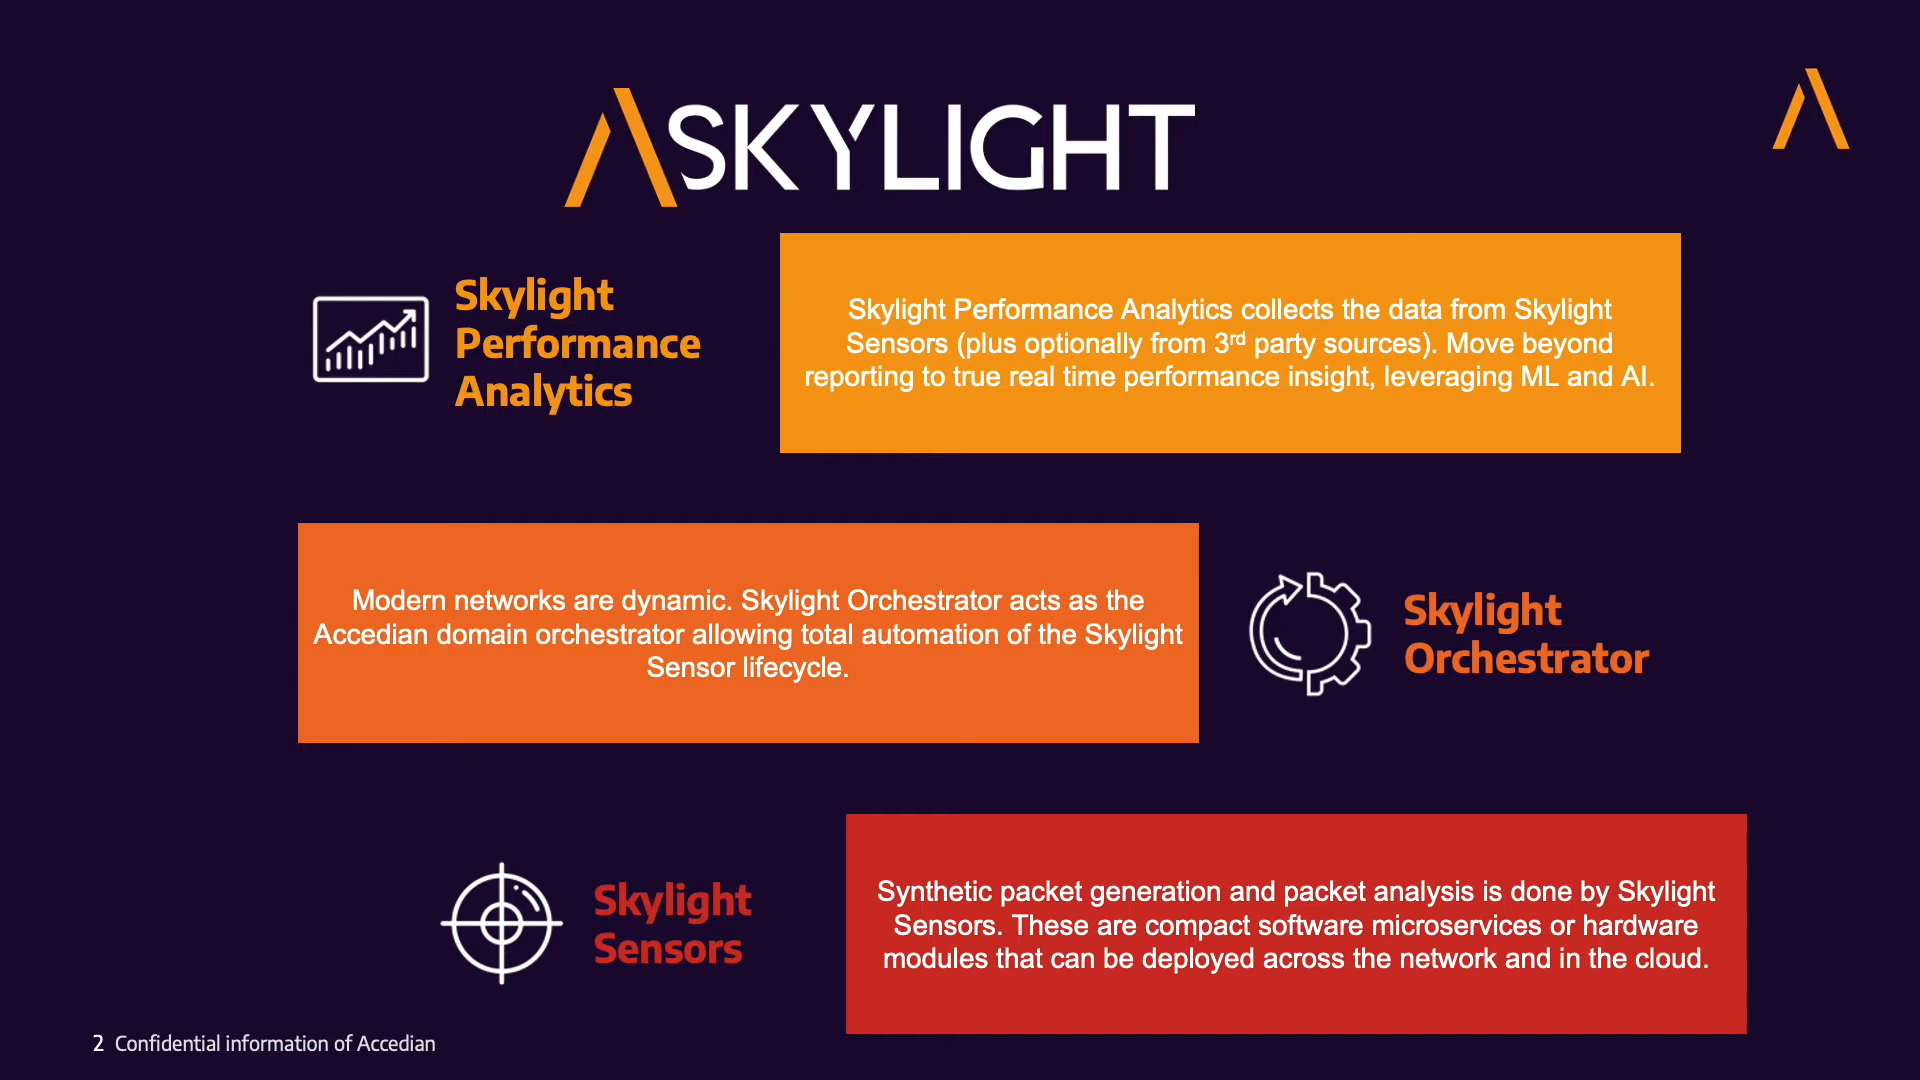 SKYLIGHT
Skylight
Performance
Analytics
Skylight Performance Analytics collects the data from Skylight
Sensors (plus optionally from 3rd party sources). Move beyond
reporting to true real time performance insight, leveraging ML and AI.
Modern networks are dynamic. Skylight Orchestrator acts as the
Accedian domain orchestrator allowing total automation of the Skylight
Sensor lifecycle.
Skylight
Orchestrator
Skylight
Sensors
Synthetic packet generation and packet analysis is done by Skylight
Sensors. These are compact software microservices or hardware
modules that can be deployed across the network and in the cloud.
2 Confidential information of Accedian